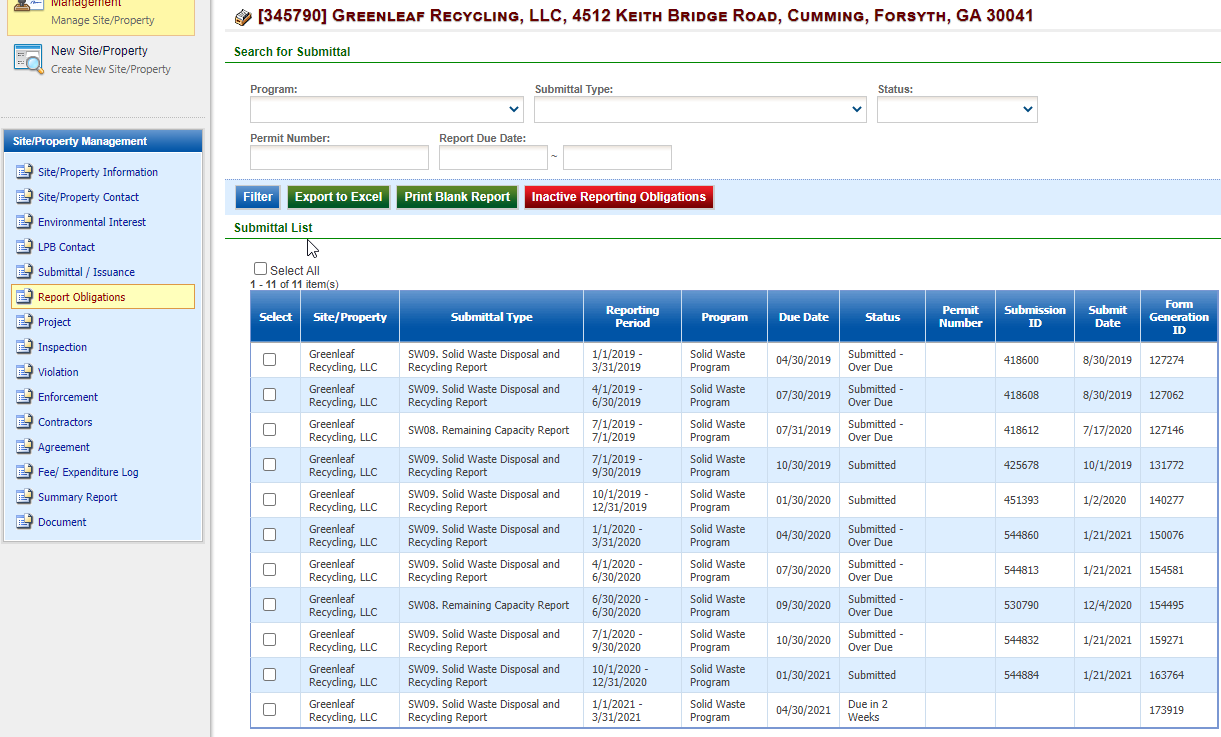 Management
Manage Site/Property
New Site/Property
Create New Site/Property
Site/Property Management
Site/Property Information
Site/Property Contact
Environmental Interest
LPB Contact
Submittal / Issuance
Report Obligations
Project
Inspection
Violation
Enforcement
Contractors
Agreement
Fee/ Expenditure Log
Summary Report
Document
[345790] Greenleaf Recycling, LLC, 4512 Keith Bridge Road, Cumming, Forsyth, GA 30041
Search for Submittal
Program: Submittal Type: Status:
Permit Number: Report Due Date:
~
Filter Export to Excel Print Blank Report Inactive Reporting Obligations
Submittal List
Select All
1 - 11 of 11 item(s)
Select Site/Property Submittal Type Reporting Period Program Due Date Status Permit Number Submission ID Submit Date Form Generation ID
Greenleaf Recycling, LLC SW09. Solid Waste Disposal and Recycling Report 1/1/2019 - 3/31/2019 Solid Waste Program 04/30/2019 Submitted - Over Due 418600 8/30/2019 127274
Greenleaf Recycling, LLC SW09. Solid Waste Disposal and Recycling Report 4/1/2019 - 6/30/2019 Solid Waste Program 07/30/2019 Submitted - Over Due 418608 8/30/2019 127062
Greenleaf Recycling, LLC SW08. Remaining Capacity Report 7/1/2019 - 7/1/2019 Solid Waste Program 07/31/2019 Submitted - Over Due 418612 7/17/2020 127146
Greenleaf Recycling, LLC SW09. Solid Waste Disposal and Recycling Report 7/1/2019 - 9/30/2019 Solid Waste Program 10/30/2019 Submitted 425678 10/1/2019 131772
Greenleaf Recycling, LLC SW09. Solid Waste Disposal and Recycling Report 10/1/2019 - 12/31/2019 Solid Waste Program 01/30/2020 Submitted 451393 1/2/2020 140277
Greenleaf Recycling, LLC SW09. Solid Waste Disposal and Recycling Report 1/1/2020 - 3/31/2020 Solid Waste Program 04/30/2020 Submitted - Over Due 544860 1/21/2021 150076
Greenleaf Recycling, LLC SW09. Solid Waste Disposal and Recycling Report 4/1/2020 - 6/30/2020 Solid Waste Program 07/30/2020 Submitted - Over Due 544813 1/21/2021 154581
Greenleaf Recycling, LLC SW08. Remaining Capacity Report 6/30/2020 - 6/30/2020 Solid Waste Program 09/30/2020 Submitted - Over Due 530790 12/4/2020 154495
Greenleaf Recycling, LLC SW09. Solid Waste Disposal and Recycling Report 7/1/2020 - 9/30/2020 Solid Waste Program 10/30/2020 Submitted - Over Due 544832 1/21/2021 159271
Greenleaf Recycling, LLC SW09. Solid Waste Disposal and Recycling Report 10/1/2020 - 12/31/2020 Solid Waste Program 01/30/2021 Submitted 544884 1/21/2021 163764
Greenleaf Recycling, LLC SW09. Solid Waste Disposal and Recycling Report 1/1/2021 - 3/31/2021 Solid Waste Program 04/30/2021 Due in 2 Weeks 173919